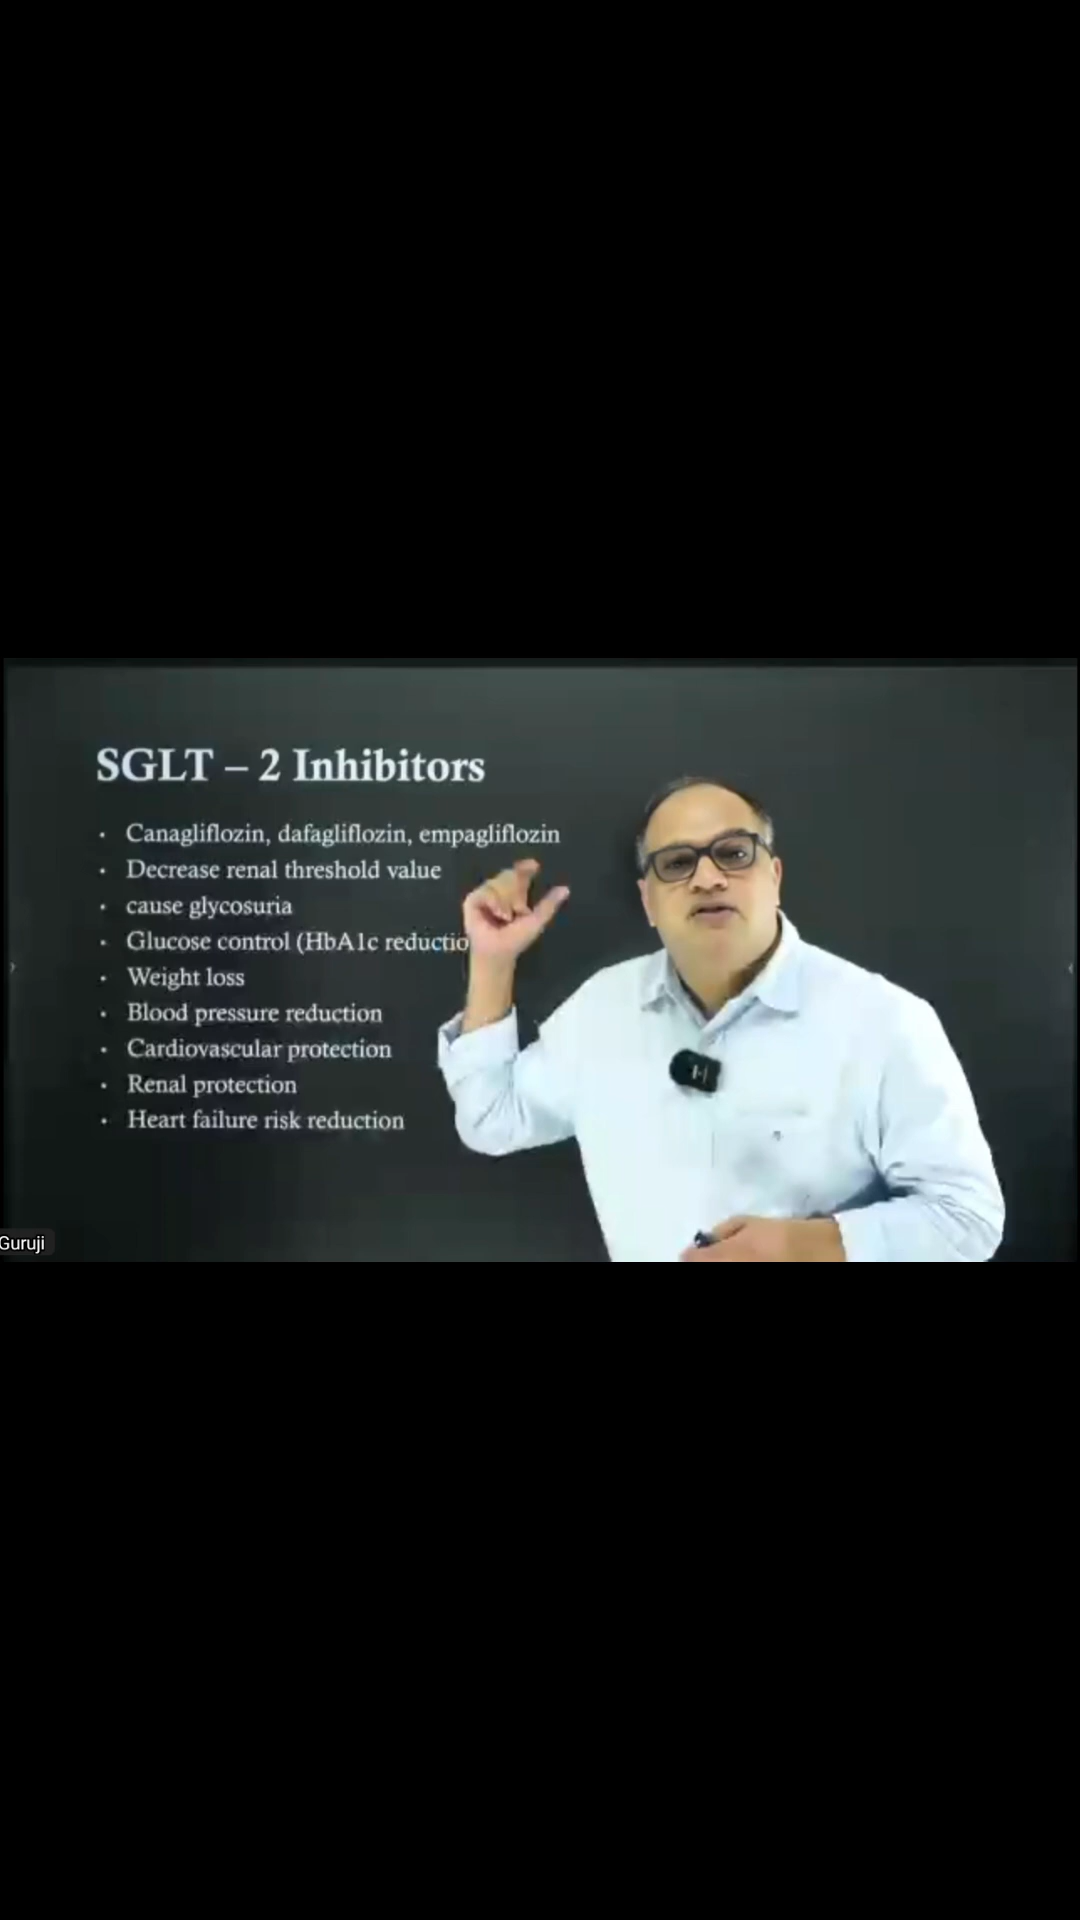 SGLT – 2 Inhibitors
• Canagliflozin, dafagliflozin, empagliflozin
• Decrease renal threshold value
• cause glycosuria
• Glucose control (HbA1c reductio
• Weight loss
• Blood pressure reduction
• Cardiovascular protection
• Renal protection
• Heart failure risk reduction
Guruji